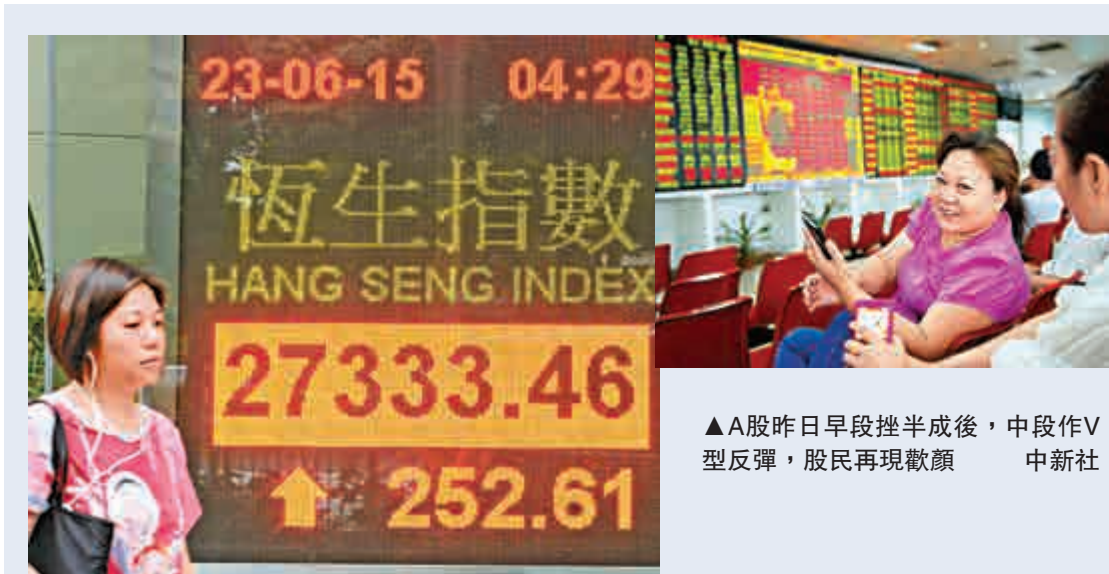 23-06-15 04:29
恆生指數
HANG SENG INDEX
27333.46
252.61
▲A股昨日早段挫半成後，中段作V
型反彈，股民再現歡顏 中新社